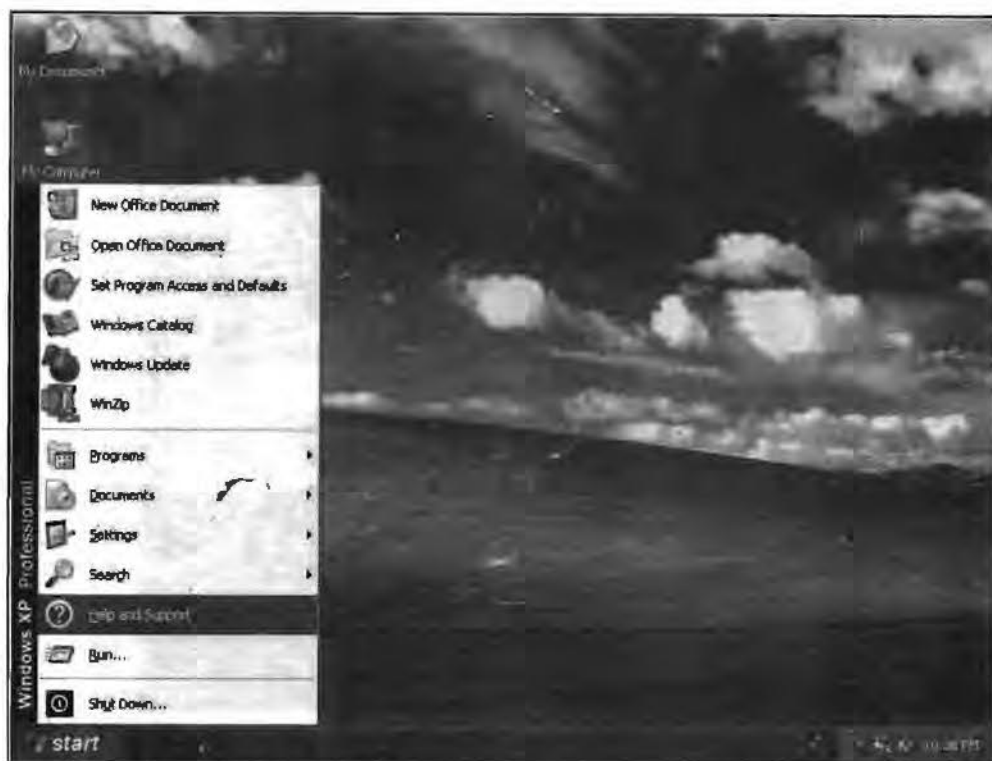 My Documents
My Computer
New Office Document
Open Office Document
Set Program Access and Defaults
Windows Catalog
Windows Update
WinZip
Programs
Documents
Settings
Search
Help and Support
Run...
Shut Down...
Windows XP Professional
start